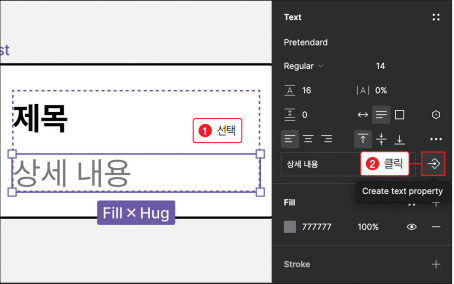 st
제목
1 선택
상세 내용
Fill × Hug
Text
Pretendard
Regular 14
A 16 |A| 0%
0
상세 내용 2 클릭
Create text property
Fill
777777 100%
Stroke